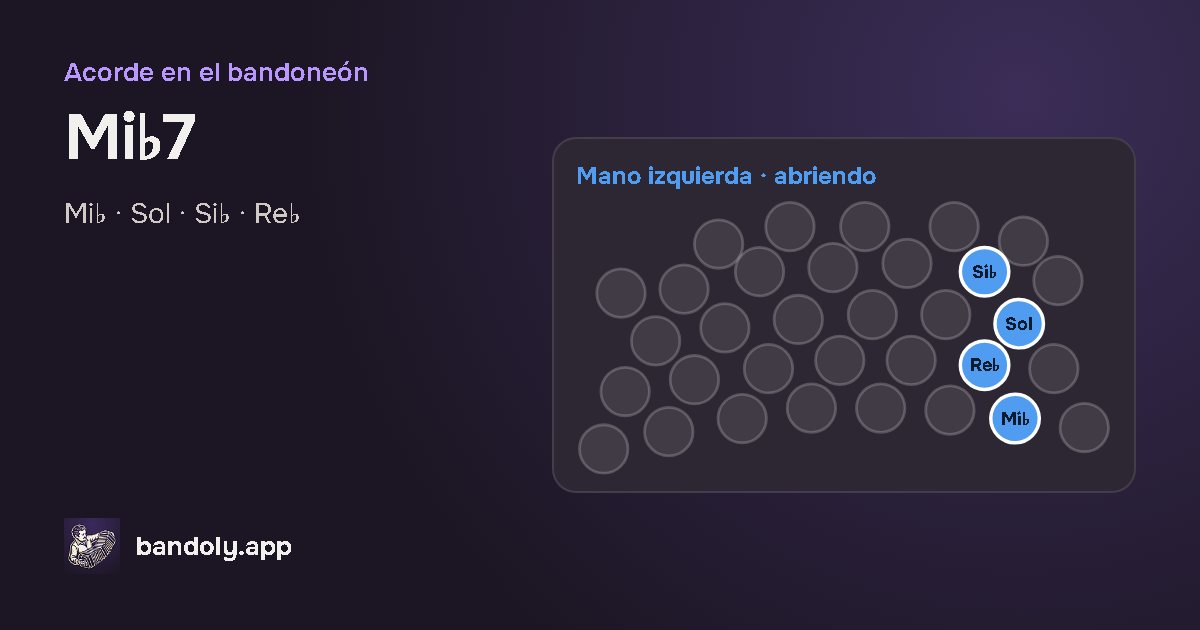 Acorde en el bandoneón
Mi♭7
Mi♭ · Sol · Si♭ · Re♭
Mano izquierda · abriendo
Si♭
Sol
Re♭
Mi♭
bandoly.app